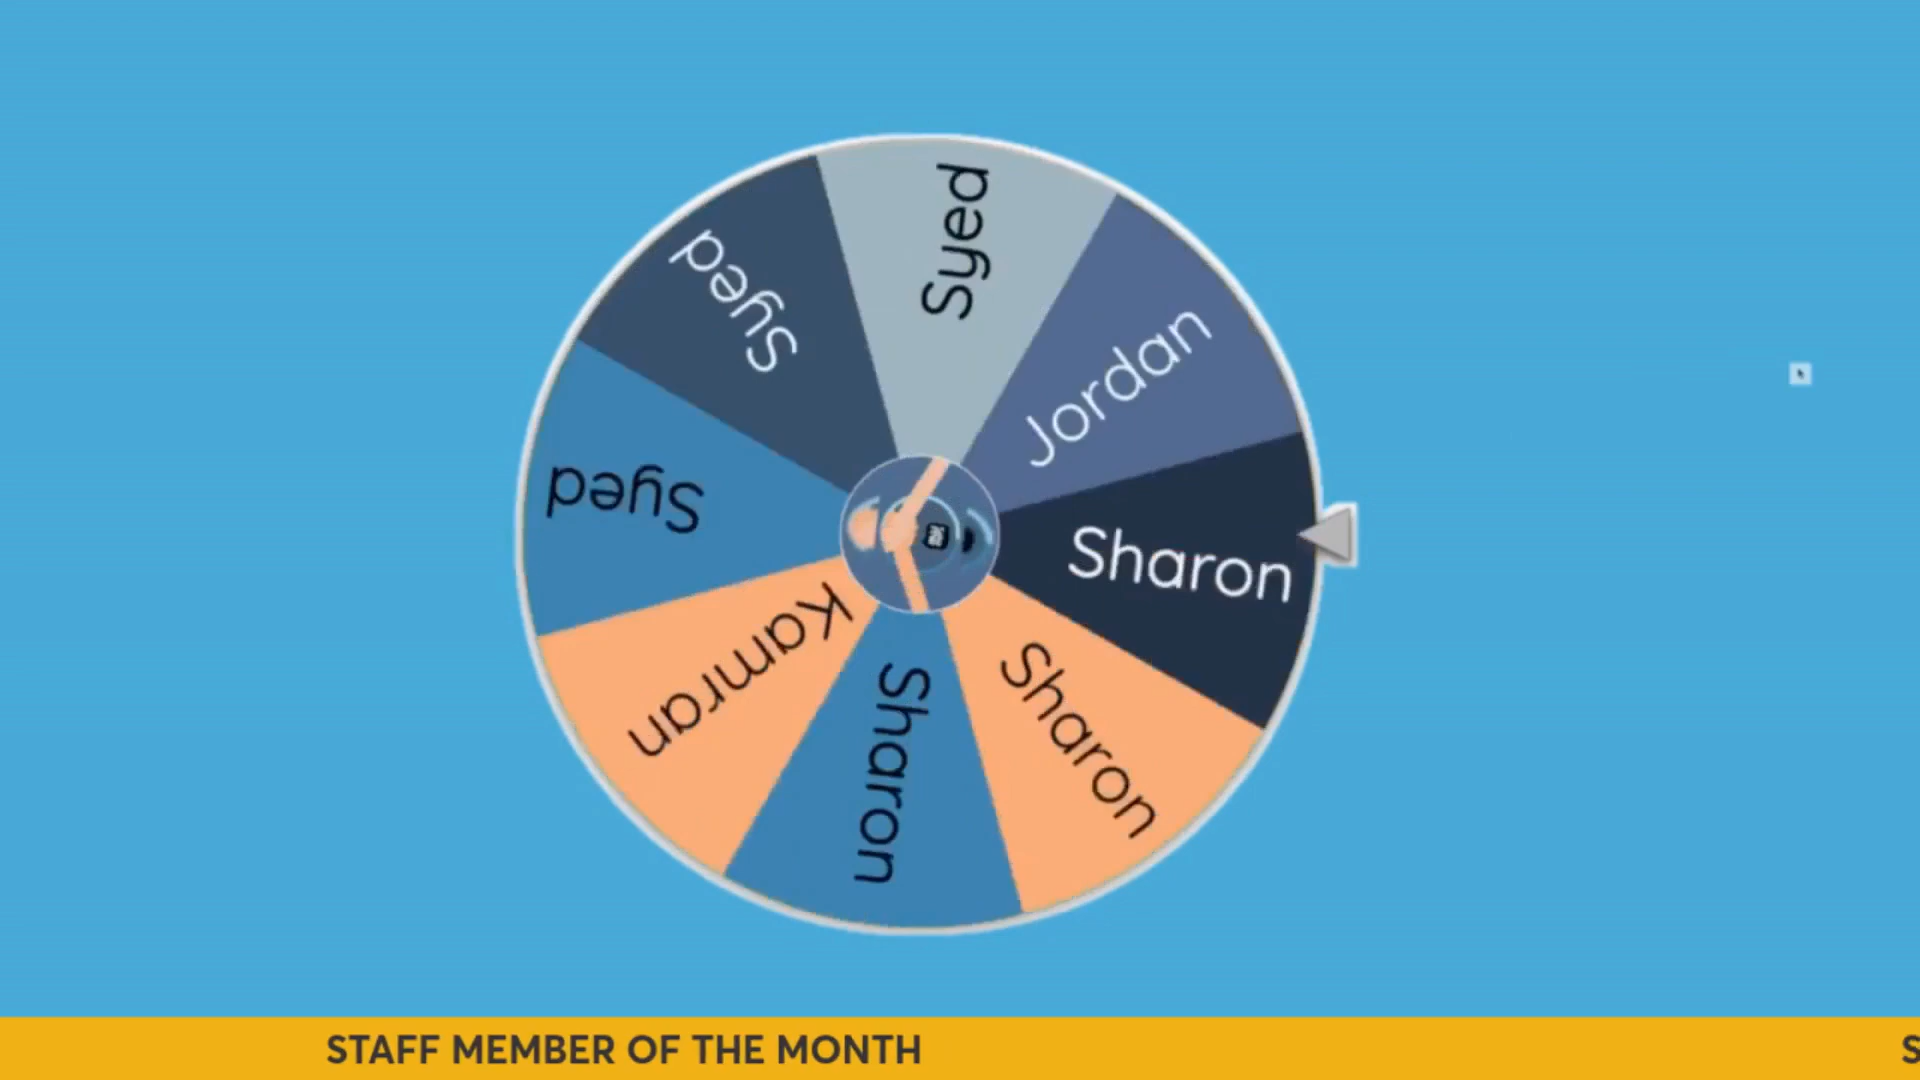 Syed
Syed
Jordan
Syed
Sharon
Kamran
Sharon
Sharon
STAFF MEMBER OF THE MONTH
S